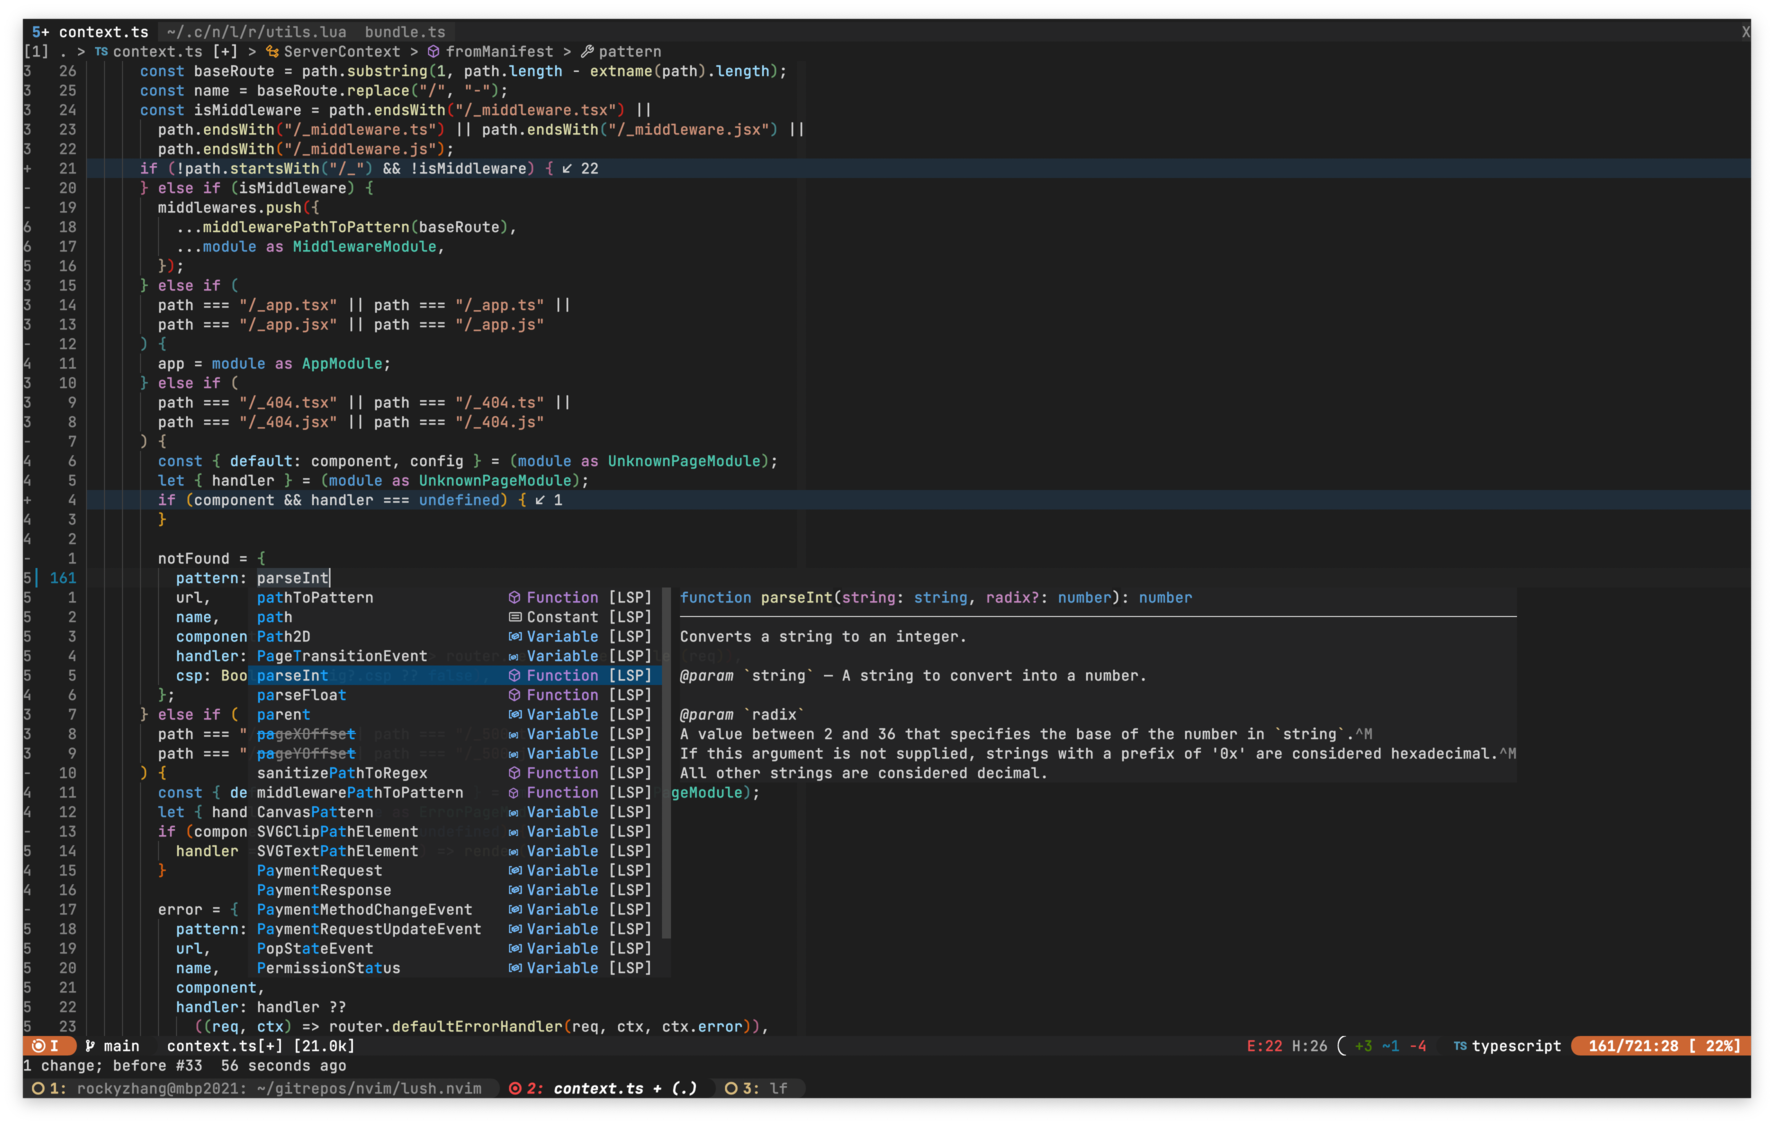 5+ context.ts ~/.c/n/l/r/utils.lua bundle.ts X
[1] . > TS context.ts [+] > ServerContext > fromManifest > pattern
3 26 const baseRoute = path.substring(1, path.length - extname(path).length);
3 25 const name = baseRoute.replace("/", "-");
3 24 const isMiddleware = path.endsWith("/_middleware.tsx") ||
3 23 path.endsWith("/_middleware.ts") || path.endsWith("/_middleware.jsx") ||
3 22 path.endsWith("/_middleware.js");
+ 21 if (!path.startsWith("/_") && !isMiddleware) { ↙ 22
- 20 } else if (isMiddleware) {
- 19 middlewares.push({
6 18 ...middlewarePathToPattern(baseRoute),
6 17 ...module as MiddlewareModule,
5 16 });
3 15 } else if (
3 14 path === "/_app.tsx" || path === "/_app.ts" ||
3 13 path === "/_app.jsx" || path === "/_app.js"
- 12 ) {
4 11 app = module as AppModule;
3 10 } else if (
3 9 path === "/_404.tsx" || path === "/_404.ts" ||
3 8 path === "/_404.jsx" || path === "/_404.js"
- 7 ) {
4 6 const { default: component, config } = (module as UnknownPageModule);
4 5 let { handler } = (module as UnknownPageModule);
+ 4 if (component && handler === undefined) { ↙ 1
4 3 }
4 2
- 1 notFound = {
5 161 pattern: parseInt
5 1 url, pathToPattern Function [LSP] function parseInt(string: string, radix?: number): number
5 2 name, path Constant [LSP]
5 3 componen Path2D Variable [LSP] Converts a string to an integer.
5 4 handler: PageTransitionEvent Variable [LSP]
5 5 csp: Boo parseInt Function [LSP] @param `string` — A string to convert into a number.
4 6 }; parseFloat Function [LSP]
3 7 } else if ( parent Variable [LSP] @param `radix`
3 8 path === " pageXOffset Variable [LSP] A value between 2 and 36 that specifies the base of the number in `string`.^M
3 9 path === " pageYOffset Variable [LSP] If this argument is not supplied, strings with a prefix of '0x' are considered hexadecimal.^M
- 10 ) { sanitizePathToRegex Function [LSP] All other strings are considered decimal.
4 11 const { de middlewarePathToPattern Function [LSP] geModule);
4 12 let { hand CanvasPattern Variable [LSP]
- 13 if (compon SVGClipPathElement Variable [LSP]
5 14 handler SVGTextPathElement Variable [LSP]
4 15 } PaymentRequest Variable [LSP]
4 16 PaymentResponse Variable [LSP]
- 17 error = { PaymentMethodChangeEvent Variable [LSP]
5 18 pattern: PaymentRequestUpdateEvent Variable [LSP]
5 19 url, PopStateEvent Variable [LSP]
5 20 name, PermissionStatus Variable [LSP]
5 21 component,
5 22 handler: handler ??
5 23 ((req, ctx) => router.defaultErrorHandler(req, ctx, ctx.error)),
I main context.ts[+] [21.0k] E:22 H:26 ( +3 ~1 -4 TS typescript 161/721:28 [ 22%]
1 change; before #33 56 seconds ago
1: rockyzhang@mbp2021: ~/gitrepos/nvim/lush.nvim 2: context.ts + (.) 3: lf